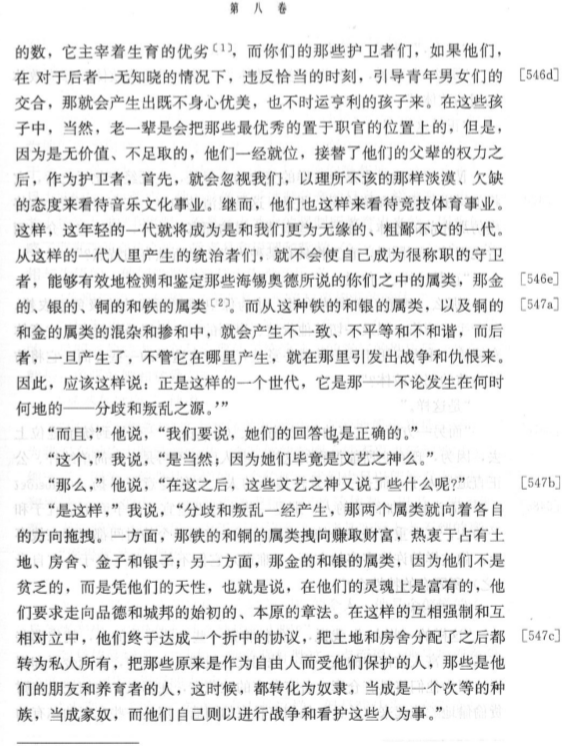 第八卷
的数，它主宰着生育的优劣〔1〕，而你们的那些护卫者们，如果他们，
在 对于后者一无知晓的情况下，违反恰当的时刻，引导青年男女们的 [546d]
交合，那就会产生出既不身心优美，也不时运亨利的孩子来。在这些孩
子中，当然，老一辈是会把那些最优秀的置于职官的位置上的，但是，
因为是无价值、不足取的，他们一经就位，接替了他们的父辈的权力之
后，作为护卫者，首先，就会忽视我们，以理所不该的那样淡漠、欠缺
的态度来看待音乐文化事业。继而，他们也这样来看待竞技体育事业。
这样，这年轻的一代就将成为是和我们更为无缘的、粗鄙不文的一代。
从这样的一代人里产生的统治者们，就不会使自己成为很称职的守卫
者，能够有效地检测和鉴定那些海锡奥德所说的你们之中的属类，那金 [546e]
的、银的、铜的和铁的属类〔2〕。而从这种铁的和银的属类，以及铜的 [547a]
和金的属类的混杂和掺和中，就会产生不一致、不平等和不和谐，而后
者，一旦产生了，不管它在哪里产生，就在那里引发出战争和仇恨来。
因此，应该这样说：正是这样的一个世代，它是那——不论发生在何时
何地的——分歧和叛乱之源。’”
“而且，”他说，“我们要说，她们的回答也是正确的。”
“这个，”我说，“是当然；因为她们毕竟是文艺之神么。”
“那么，”他说，“在这之后，这些文艺之神又说了些什么呢？” [547b]
“是这样，”我说，“分歧和叛乱一经产生，那两个属类就向着各自
的方向拖拽。一方面，那铁的和铜的属类拽向赚取财富，热衷于占有土
地、房舍、金子和银子；另一方面，那金的和银的属类，因为他们不是
贫乏的，而是凭他们的天性，也就是说，在他们的灵魂上是富有的，他
们要求走向品德和城邦的始初的、本原的章法。在这样的互相强制和互
相对立中，他们终于达成一个折中的协议，把土地和房舍分配了之后都 [547c]
转为私人所有，把那些原来是作为自由人而受他们保护的人，那些是他
们的朋友和养育者的人，这时候，都转化为奴隶，当成是一个次等的种
族，当成家奴，而他们自己则以进行战争和看护这些人为事。”